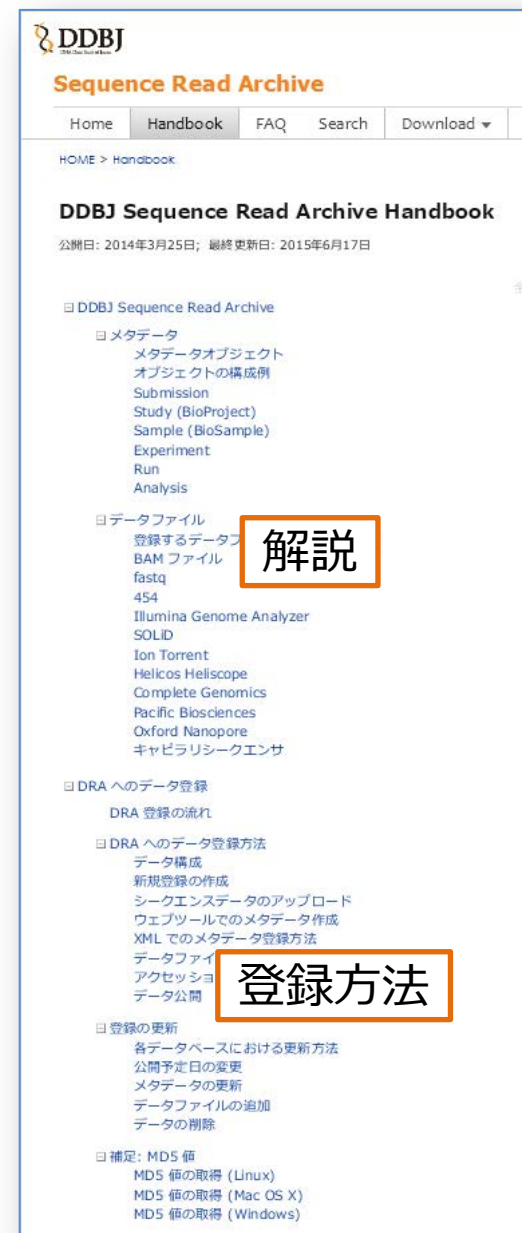 DDBJ
Sequence Read Archive
Home Handbook FAQ Search Download ▼
HOME > Handbook
DDBJ Sequence Read Archive Handbook
公開日: 2014年3月25日; 最終更新日: 2015年6月17日
DDBJ Sequence Read Archive
メタデータ
メタデータオブジェクト
オブジェクトの構成例
Submission
Study (BioProject)
Sample (BioSample)
Experiment
Run
Analysis
データファイル
登録するデータフ
解説
BAM ファイル
fastq
454
Illumina Genome Analyzer
SOLiD
Ion Torrent
Helicos Heliscope
Complete Genomics
Pacific Biosciences
Oxford Nanopore
キャピラリシークエンサ
DRA へのデータ登録
DRA 登録の流れ
DRA へのデータ登録方法
データ構成
新規登録の作成
シークエンスデータのアップロード
ウェブツールでのメタデータ作成
XML でのメタデータ登録方法
データファイ
アクセッショ
登録方法
データ公開
登録の更新
各データベースにおける更新方法
公開予定日の変更
メタデータの更新
データファイルの追加
データの削除
補足: MD5 値
MD5 値の取得 (Linux)
MD5 値の取得 (Mac OS X)
MD5 値の取得 (Windows)